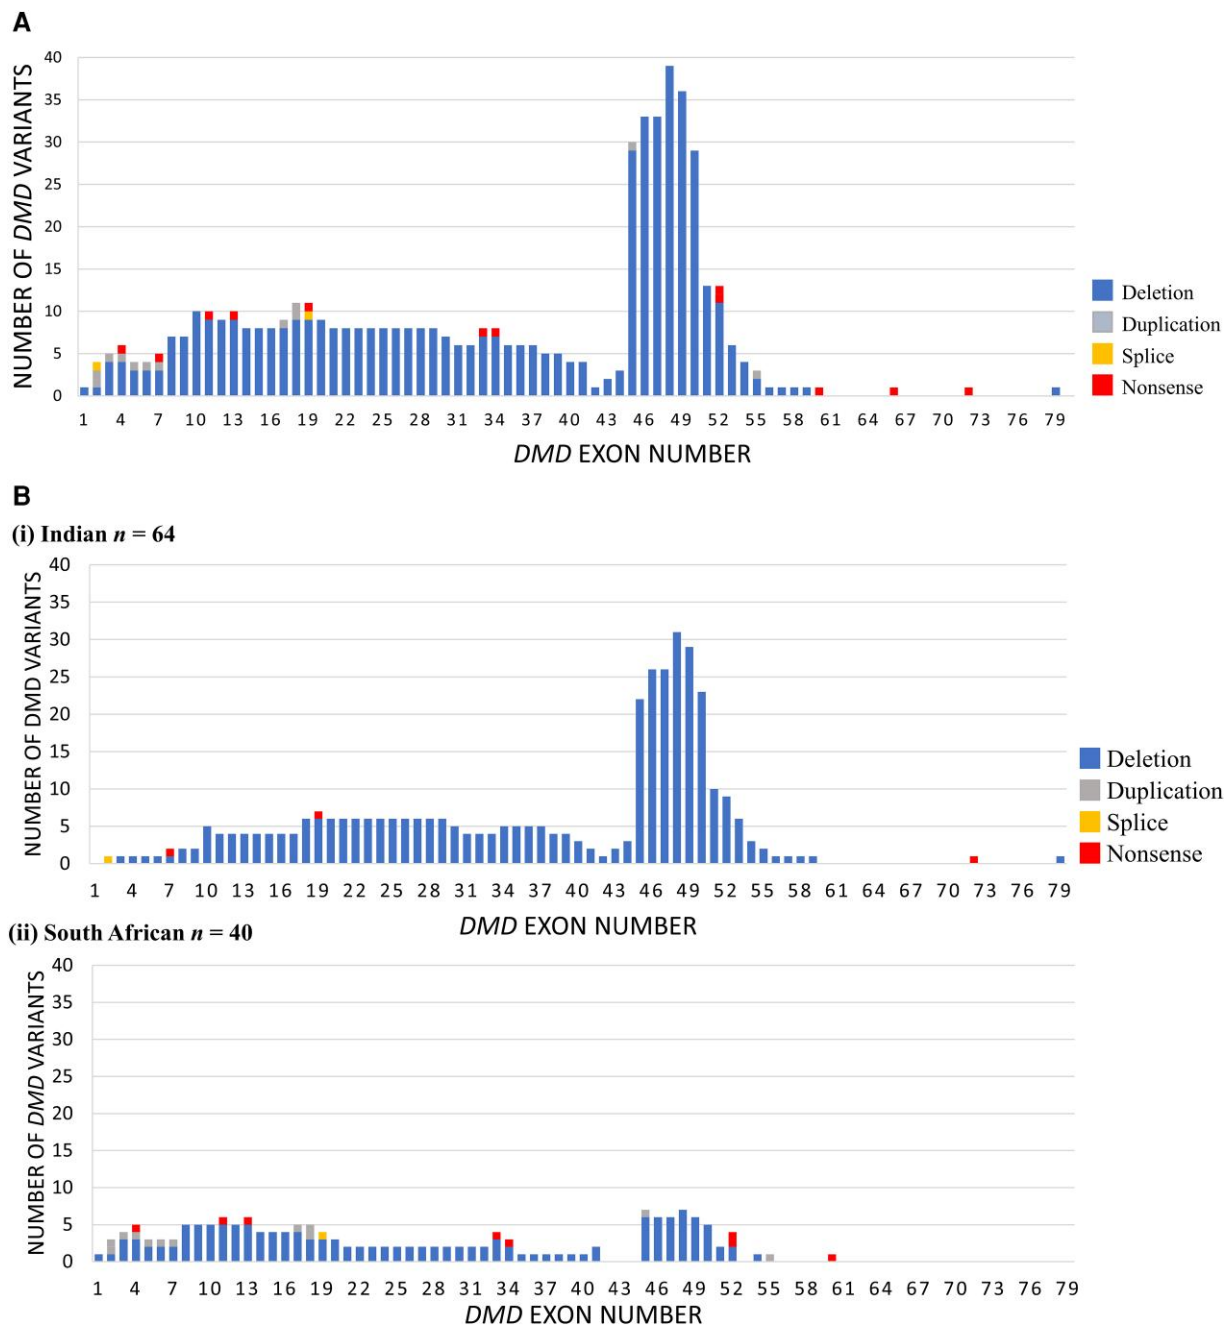 A
NUMBER OF DMD VARIANTS
40
35
30
25
20
15
10
5
0
1 4 7 10 13 16 19 22 25 28 31 34 37 40 43 46 49 52 55 58 61 64 67 70 73 76 79
DMD EXON NUMBER
Deletion
Duplication
Splice
Nonsense
B
(i) Indian n = 64
NUMBER OF DMD VARIANTS
40
35
30
25
20
15
10
5
0
1 4 7 10 13 16 19 22 25 28 31 34 37 40 43 46 49 52 55 58 61 64 67 70 73 76 79
DMD EXON NUMBER
Deletion
Duplication
Splice
Nonsense
(ii) South African n = 40
NUMBER OF DMD VARIANTS
40
35
30
25
20
15
10
5
0
1 4 7 10 13 16 19 22 25 28 31 34 37 40 43 46 49 52 55 58 61 64 67 70 73 76 79
DMD EXON NUMBER